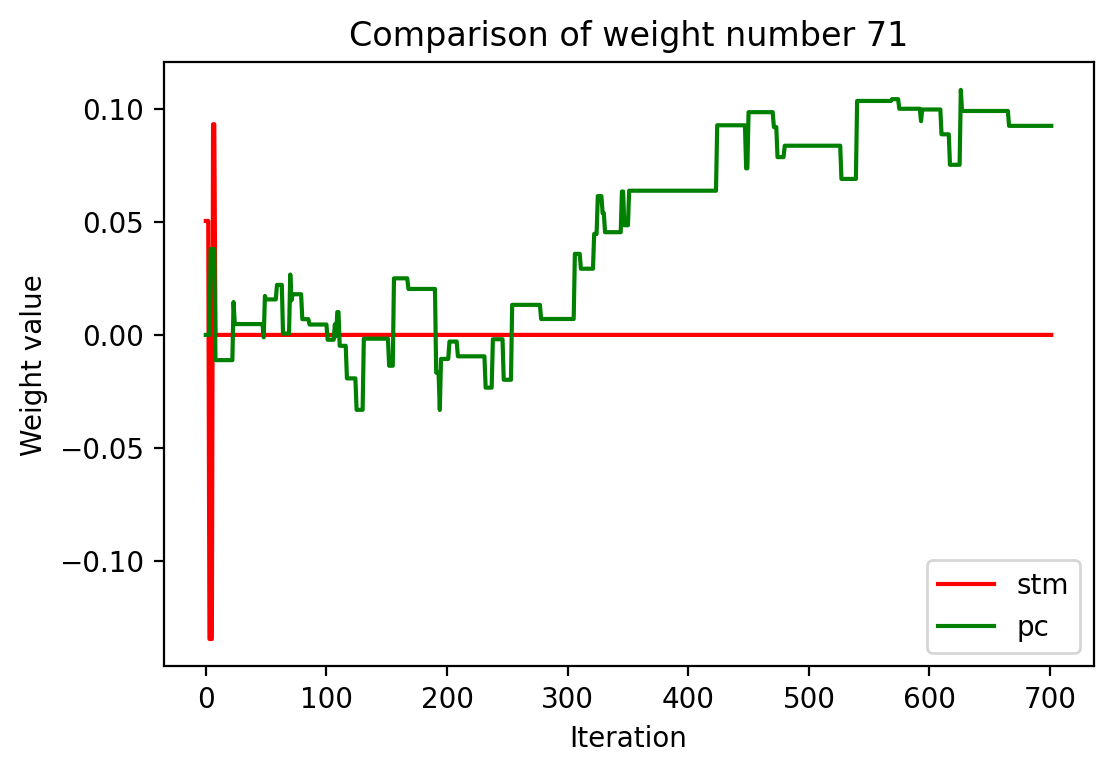 Comparison of weight number 71
Weight value
0.10
0.05
0.00
−0.05
−0.10
0 100 200 300 400 500 600 700
Iteration
stm
pc